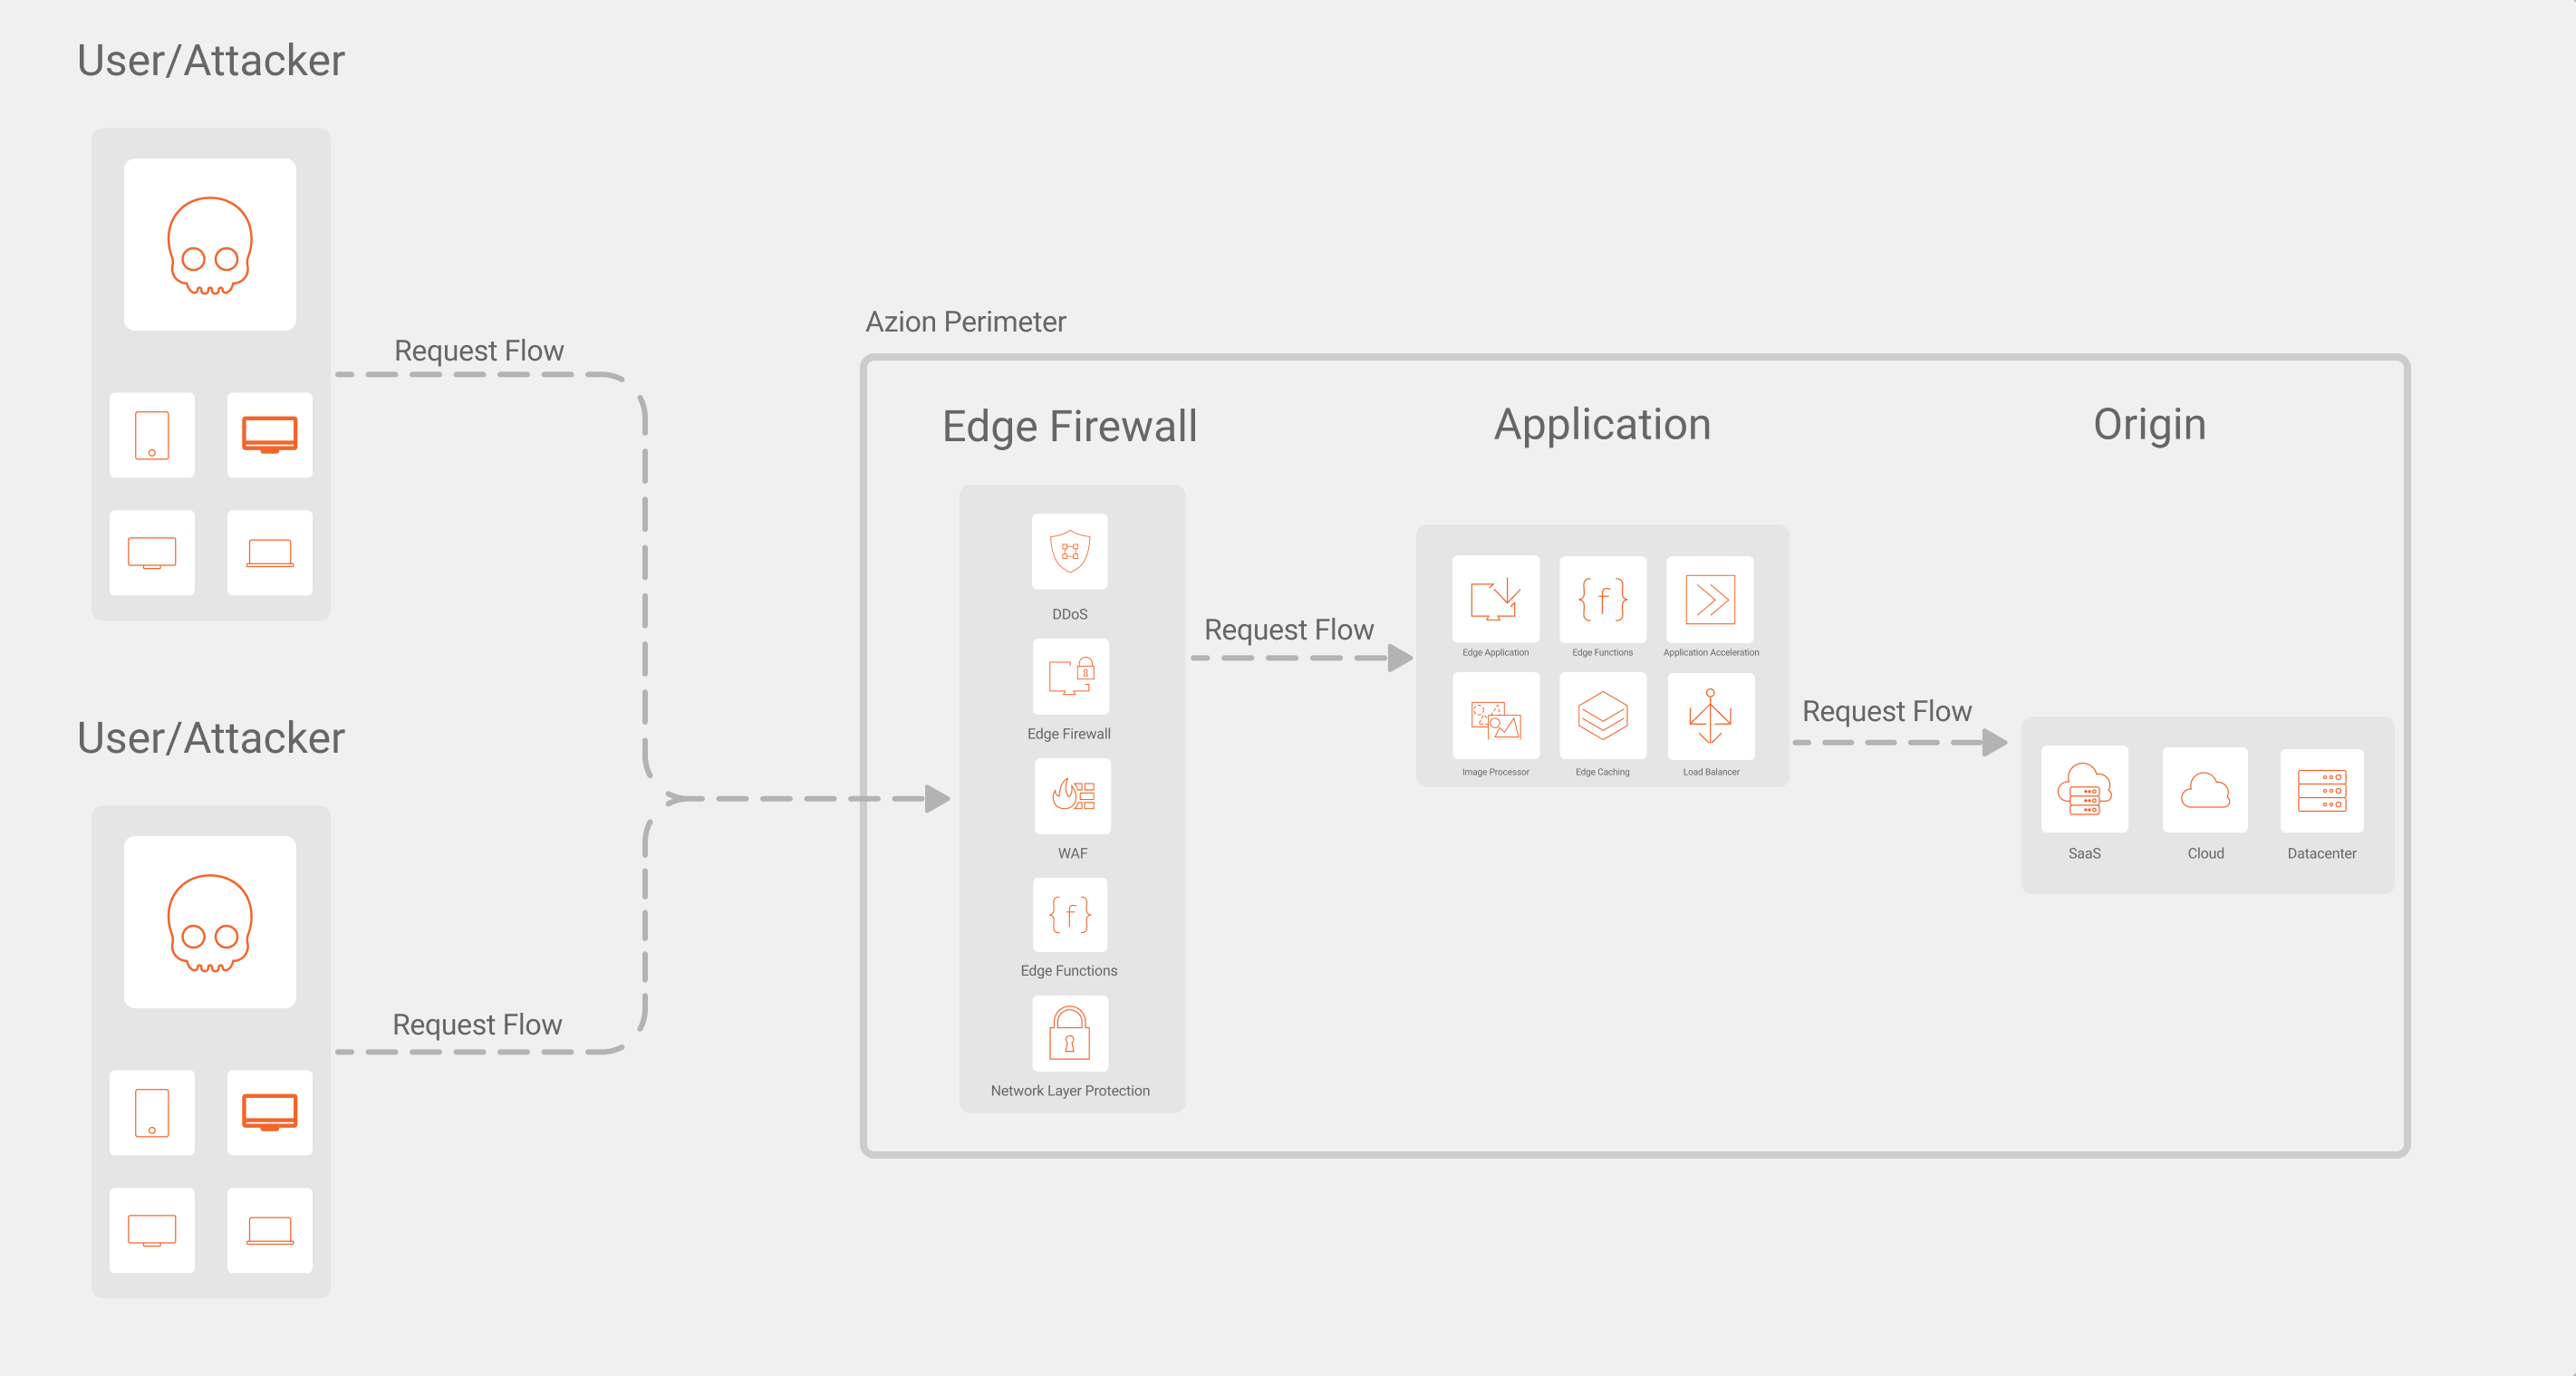 User/Attacker
Request Flow
User/Attacker
Request Flow
Azion Perimeter
Edge Firewall
DDoS
Edge Firewall
WAF
{f}
Edge Functions
Network Layer Protection
Request Flow
Application
{f}
Edge Application
Edge Functions
Application Acceleration
Image Processor
Edge Caching
Load Balancer
Request Flow
Origin
SaaS
Cloud
Datacenter